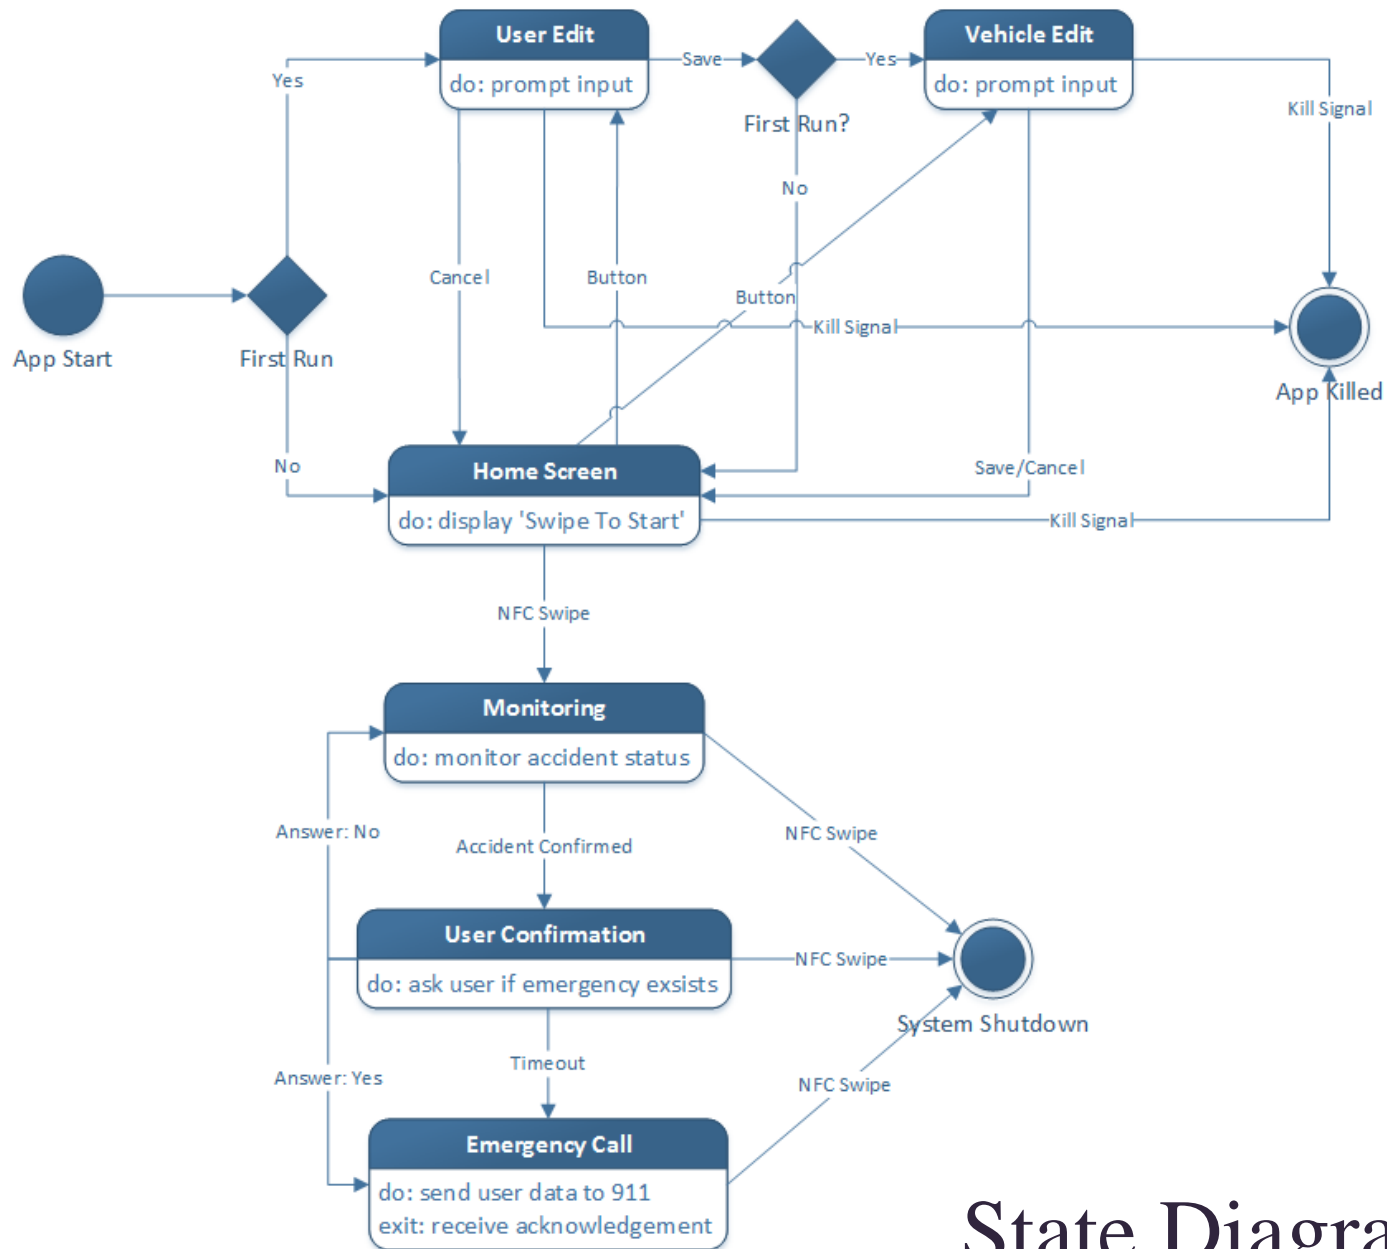 User Edit
do: prompt input
Save
First Run?
Yes
Vehicle Edit
do: prompt input
Kill Signal
Yes
No
Cancel
Button
Button
Kill Signal
App Start
First Run
App Killed
No
Home Screen
do: display 'Swipe To Start'
Save/Cancel
Kill Signal
NFC Swipe
Monitoring
do: monitor accident status
Answer: No
Accident Confirmed
NFC Swipe
User Confirmation
do: ask user if emergency exsists
NFC Swipe
System Shutdown
Timeout
Answer: Yes
NFC Swipe
Emergency Call
do: send user data to 911
exit: receive acknowledgement
State Diagra